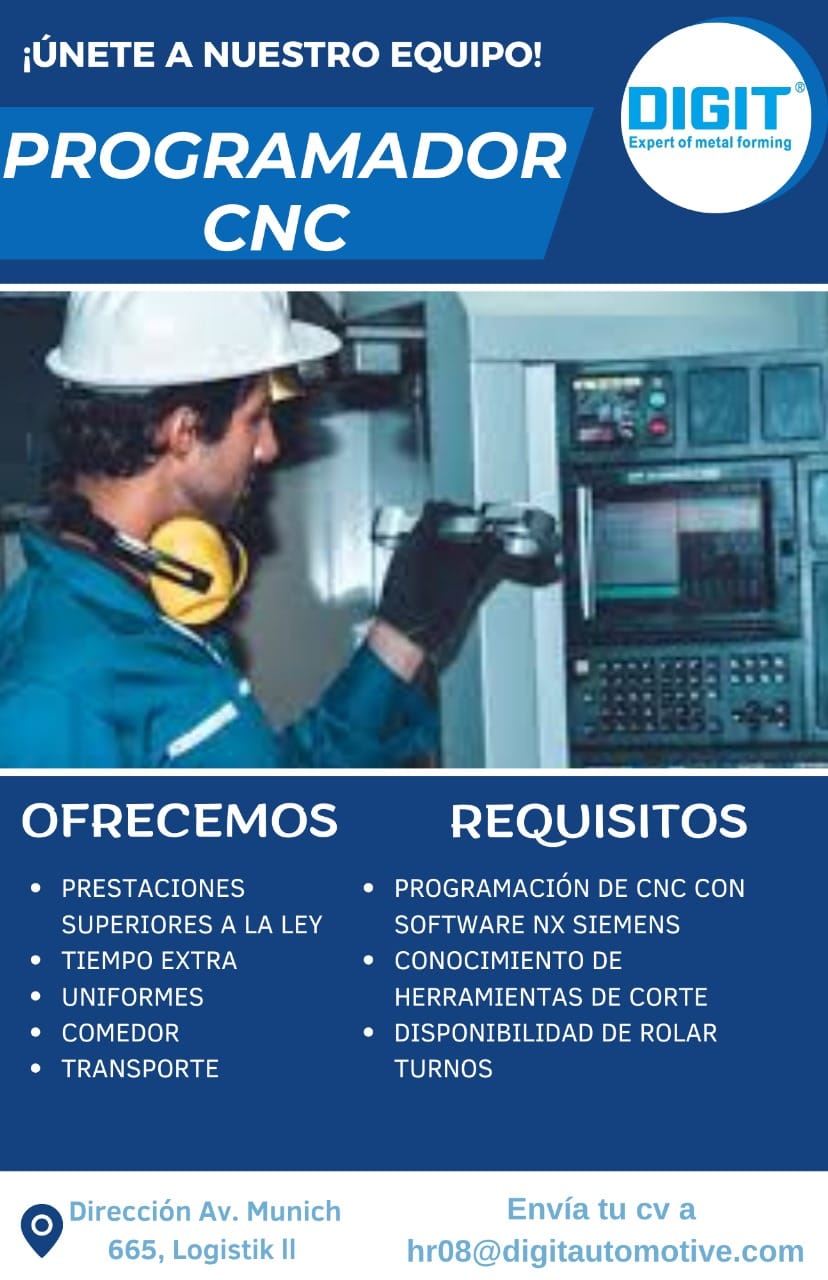 ¡ÚNETE A NUESTRO EQUIPO!
DIGIT®
Expert of metal forming
PROGRAMADOR
CNC
OFRECEMOS
PRESTACIONES
SUPERIORES A LA LEY
TIEMPO EXTRA
UNIFORMES
COMEDOR
TRANSPORTE
REQUISITOS
PROGRAMACIÓN DE CNC CON
SOFTWARE NX SIEMENS
CONOCIMIENTO DE
HERRAMIENTAS DE CORTE
DISPONIBILIDAD DE ROLAR
TURNOS
Dirección Av. Munich
665, Logistik ll
Envía tu cv a
hr08@digitautomotive.com